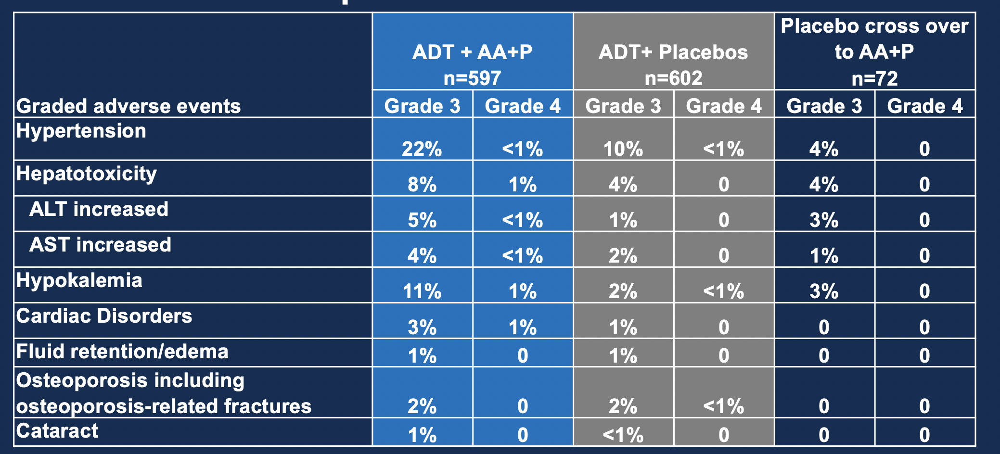 ADT + AA+P
n=597
ADT+ Placebos
n=602
Placebo cross over
to AA+P
n=72
Graded adverse events Grade 3 Grade 4 Grade 3 Grade 4 Grade 3 Grade 4
Hypertension 22% <1% 10% <1% 4% 0
Hepatotoxicity 8% 1% 4% 0 4% 0
ALT increased 5% <1% 1% 0 3% 0
AST increased 4% <1% 2% 0 1% 0
Hypokalemia 11% 1% 2% <1% 3% 0
Cardiac Disorders 3% 1% 1% 0 0 0
Fluid retention/edema 1% 0 1% 0 0 0
Osteoporosis including
osteoporosis-related fractures 2% 0 2% <1% 0 0
Cataract 1% 0 <1% 0 0 0